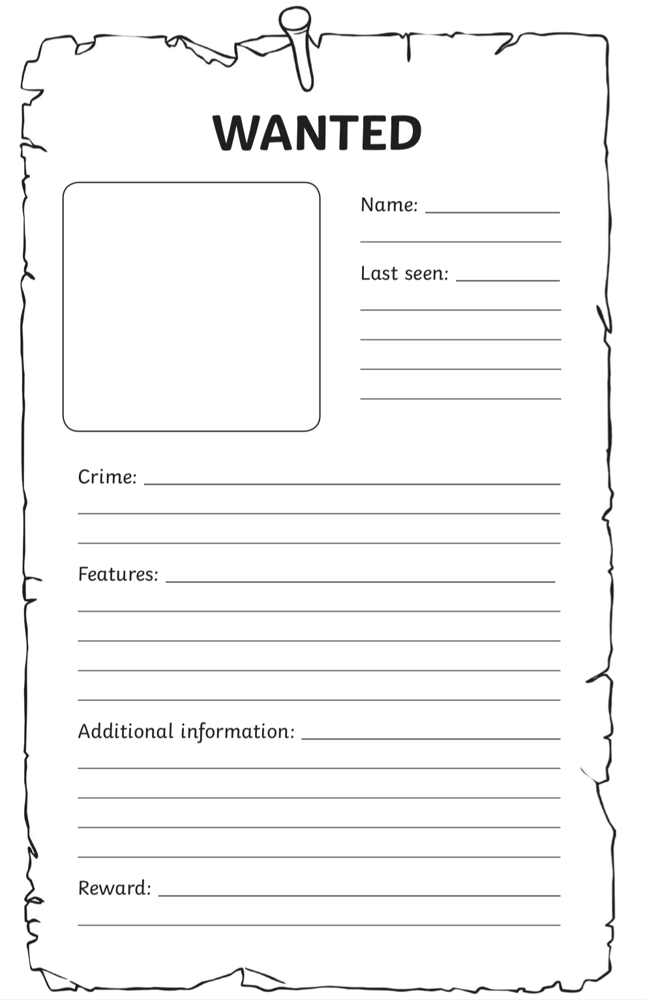 WANTED
Name:
Last seen:
Crime:
Features:
Additional information:
Reward: